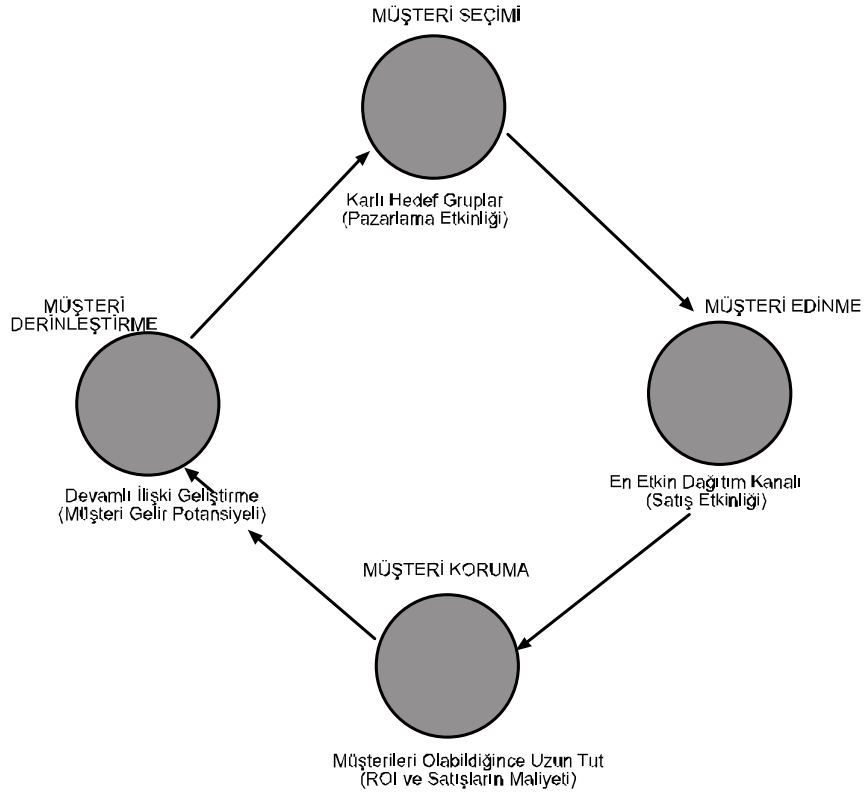 MÜŞTERİ SEÇİMİ
Karlı Hedef Gruplar
(Pazarlama Etkinliği)
MÜŞTERİ EDİNME
En Etkin Dağıtım Kanalı
(Satış Etkinliği)
MÜŞTERİ KORUMA
Müşterileri Olabildiğince Uzun Tut
(ROI ve Satışların Maliyeti)
MÜŞTERİ
DERİNLEŞTİRME
Devamlı İlişki Geliştirme
(Müşteri Gelir Potansiyeli)